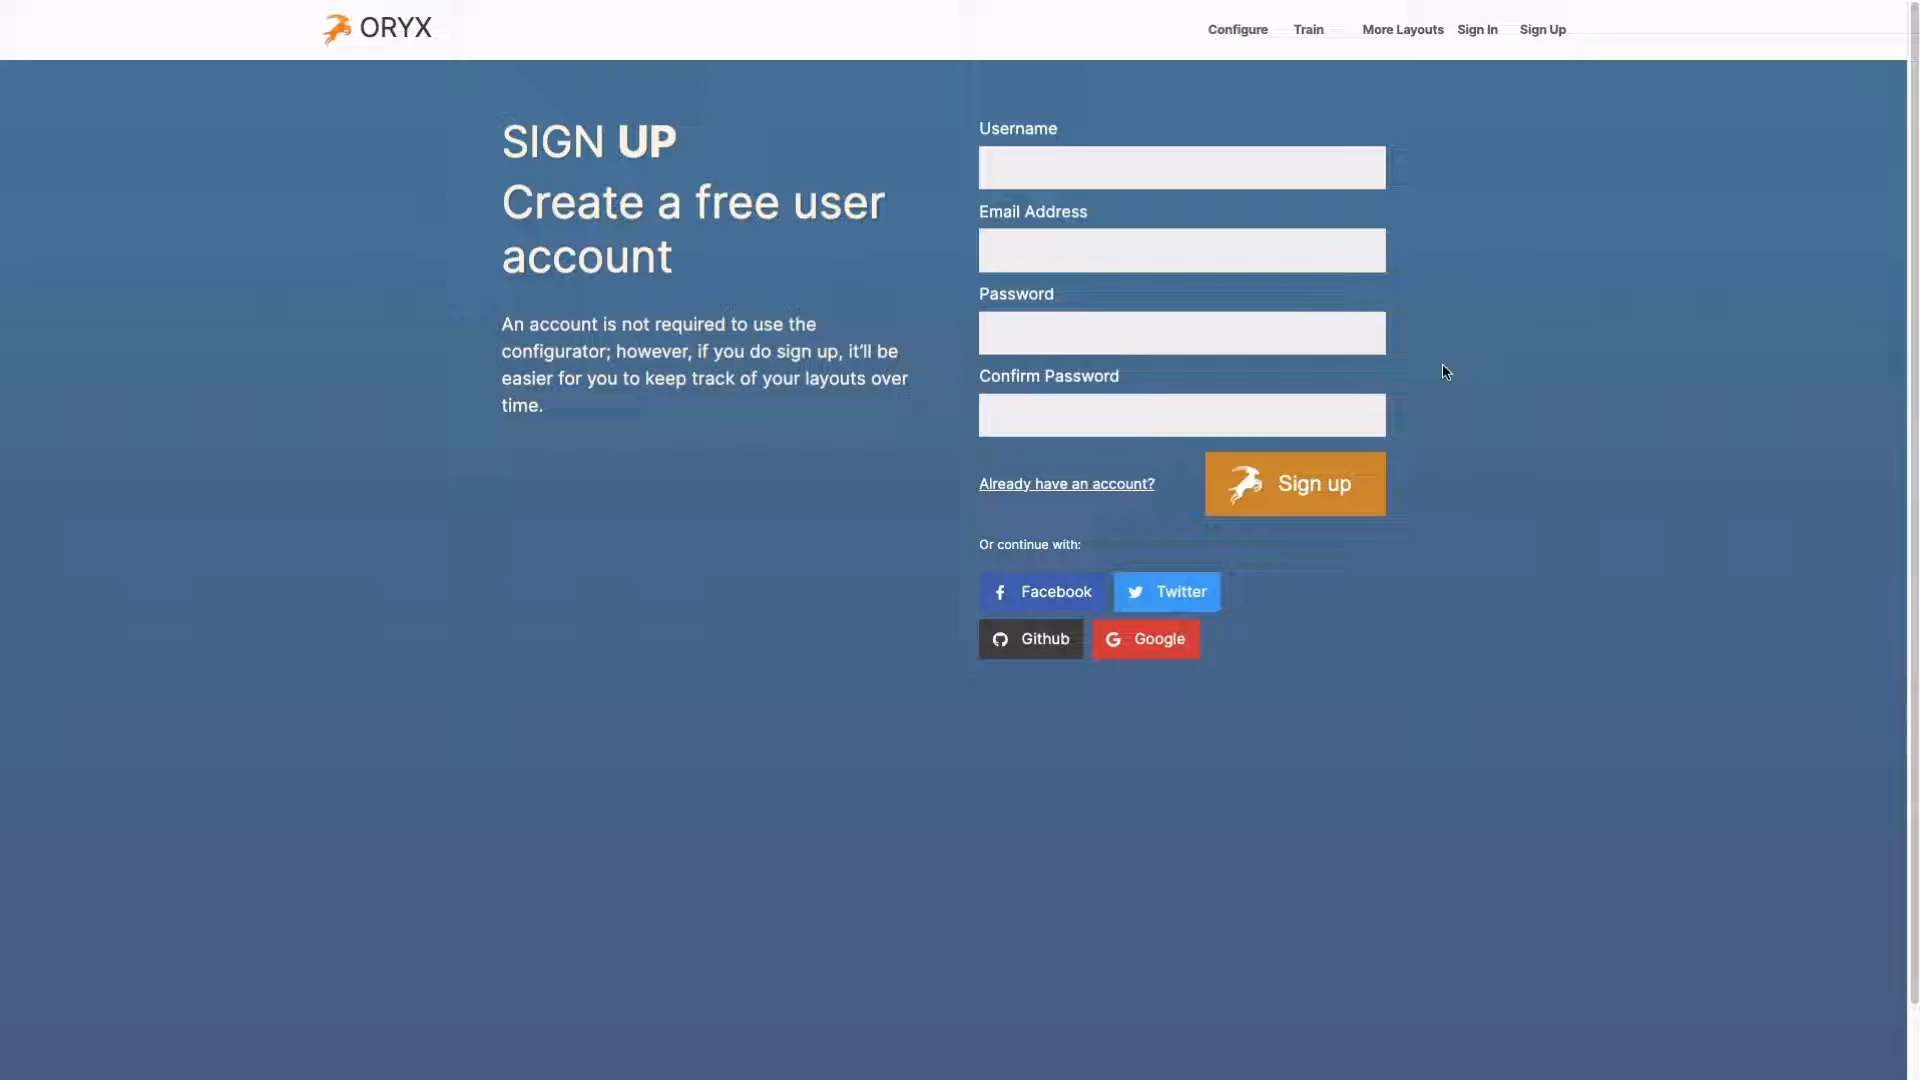 ORYX
Configure Train More Layouts Sign In Sign Up
SIGN UP
Create a free user
account
An account is not required to use the
configurator; however, if you do sign up, it’ll be
easier for you to keep track of your layouts over
time.
Username
Email Address
Password
Confirm Password
Already have an account?
Sign up
Or continue with:
Facebook
Twitter
Github
Google